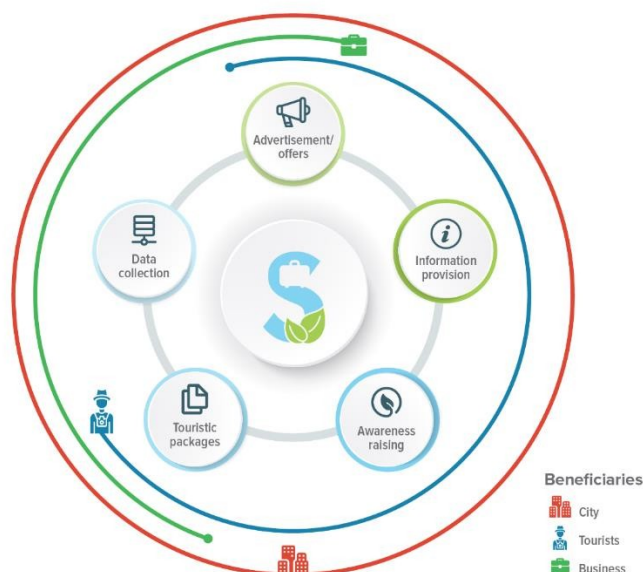 Advertisement/
offers
Data
collection
Information
provision
Touristic
packages
Awareness
raising
Beneficiaries
City
Tourists
Business